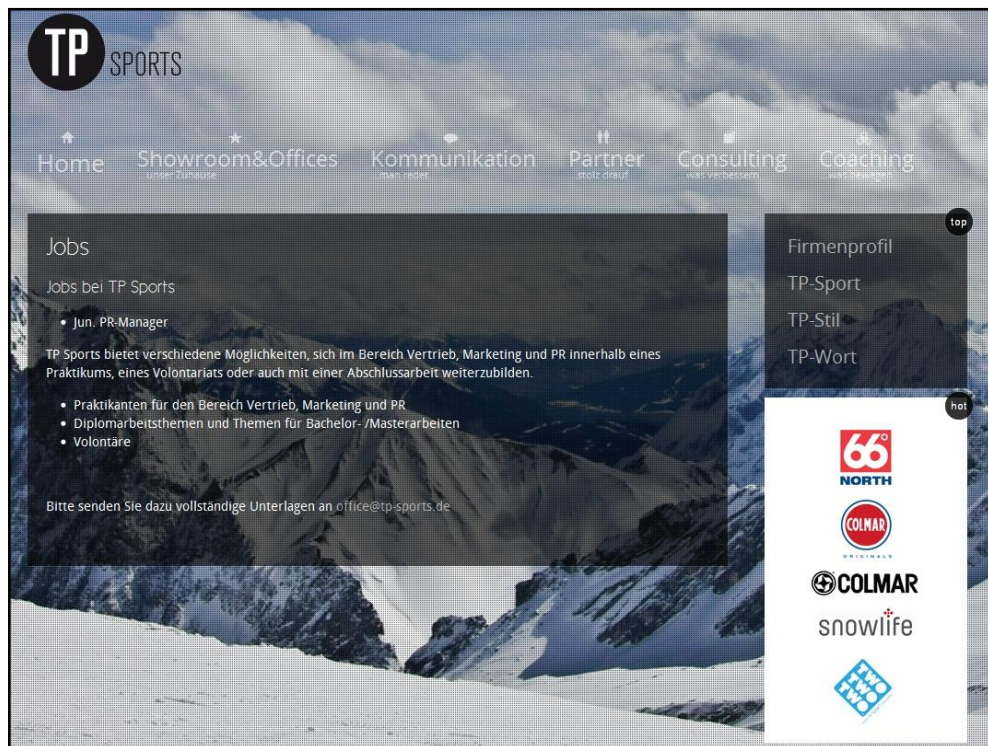 TP SPORTS
Home
Showroom&Offices
...unser Zuhause
Kommunikation
...man redet
Partner
...stolz drauf
Consulting
...was verbessern
Coaching
...was bewegen
Jobs
Jobs bei TP Sports
• Jun. PR-Manager
TP Sports bietet verschiedene Möglichkeiten, sich im Bereich Vertrieb, Marketing und PR innerhalb eines
Praktikums, eines Volontariats oder auch mit einer Abschlussarbeit weiterzubilden.
• Praktikanten für den Bereich Vertrieb, Marketing und PR
• Diplomarbeitsthemen und Themen für Bachelor- /Masterarbeiten
• Volontäre
Bitte senden Sie dazu vollständige Unterlagen an office@tp-sports.de
top
Firmenprofil
TP-Sport
TP-Stil
TP-Wort
hot
66°
NORTH
COLMAR
ORIGINALS
COLMAR
snowlife
TWO
TWO
TWO